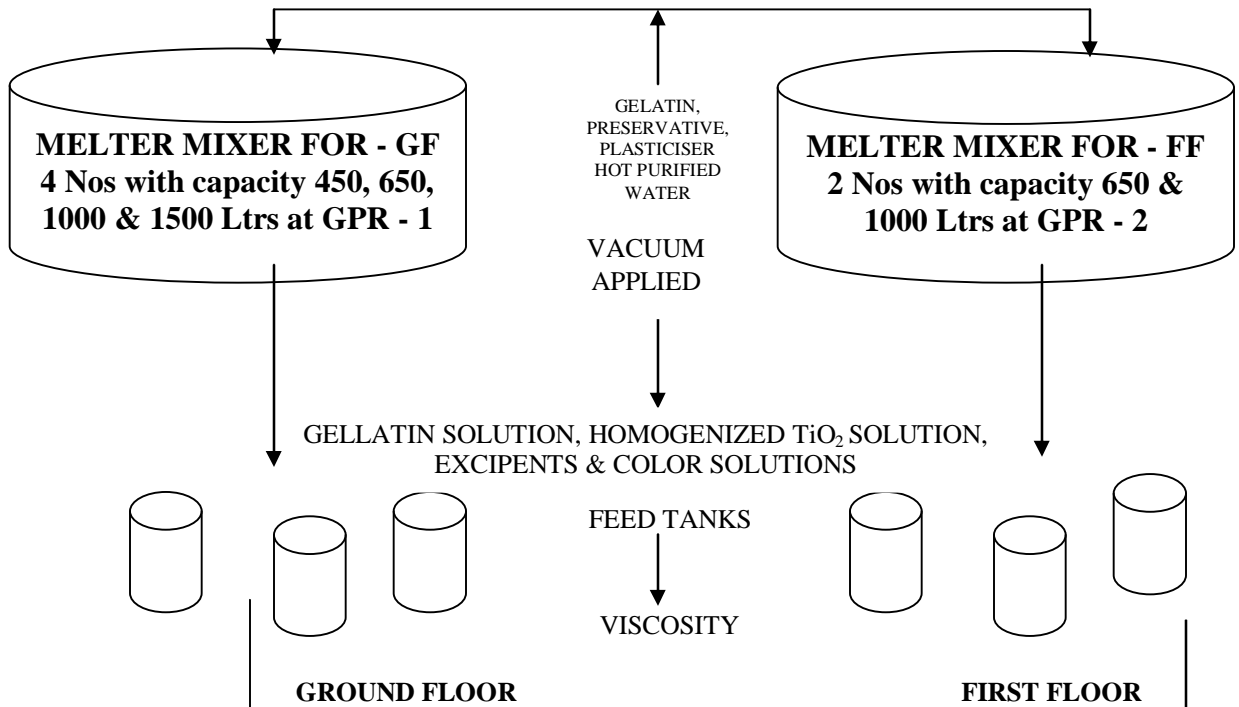 GELATIN,
PRESERVATIVE,
PLASTICISER
HOT PURIFIED
WATER
MELTER MIXER FOR - GF
4 Nos with capacity 450, 650,
1000 & 1500 Ltrs at GPR - 1
MELTER MIXER FOR - FF
2 Nos with capacity 650 &
1000 Ltrs at GPR - 2
VACUUM
APPLIED
GELLATIN SOLUTION, HOMOGENIZED TiO₂ SOLUTION,
EXCIPENTS & COLOR SOLUTIONS
FEED TANKS
VISCOSITY
GROUND FLOOR
FIRST FLOOR